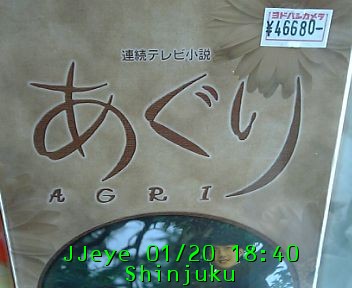 ヨドバシカメラ
¥46680-
連続テレビ小説
あぐり
AGRI
JJeye 01/20 18:40
Shinjuku